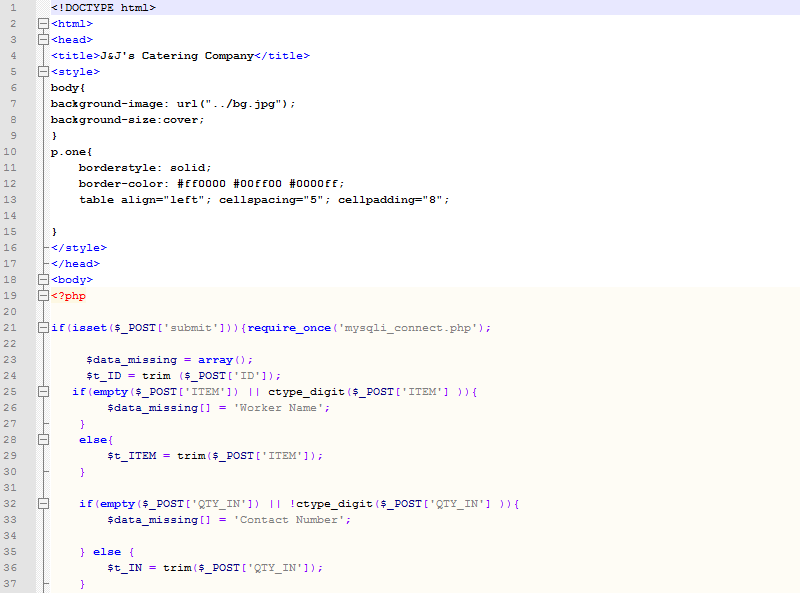 1 <!DOCTYPE html>
2 <html>
3 <head>
4 <title>J&J's Catering Company</title>
5 <style>
6 body{
7 background-image: url("../bg.jpg");
8 background-size:cover;
9 }
10 p.one{
11     borderstyle: solid;
12     border-color: #ff0000 #00ff00 #0000ff;
13     table align="left"; cellspacing="5"; cellpadding="8";
14
15 }
16 </style>
17 </head>
18 <body>
19 <?php
20
21 if(isset($_POST['submit'])){require_once('mysqli_connect.php');
22
23      $data_missing = array();
24      $t_ID = trim ($_POST['ID']);
25    if(empty($_POST['ITEM']) || ctype_digit($_POST['ITEM'] )){
26         $data_missing[] = 'Worker Name';
27     }
28     else{
29         $t_ITEM = trim($_POST['ITEM']);
30     }
31
32     if(empty($_POST['QTY_IN']) || !ctype_digit($_POST['QTY_IN'] )){
33         $data_missing[] = 'Contact Number';
34
35     } else {
36         $t_IN = trim($_POST['QTY_IN']);
37     }